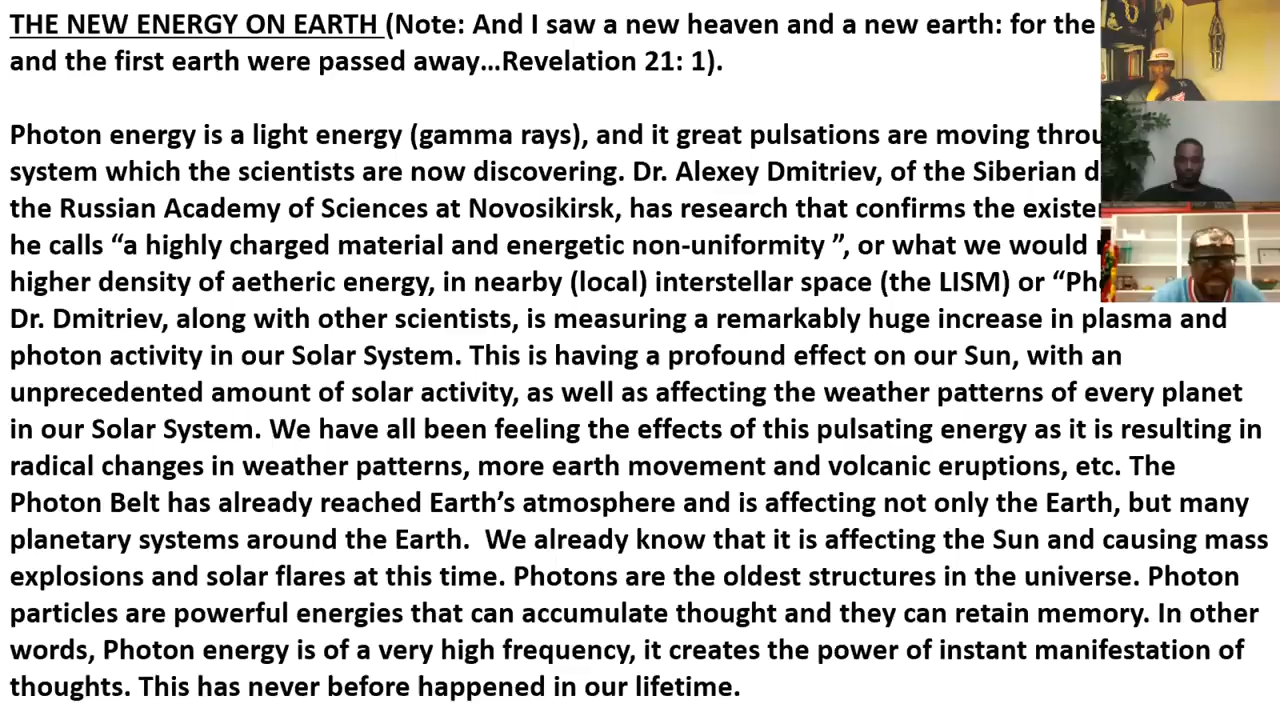 THE NEW ENERGY ON EARTH (Note: And I saw a new heaven and a new earth: for the
and the first earth were passed away...Revelation 21: 1).
Photon energy is a light energy (gamma rays), and it great pulsations are moving
system which the scientists are now discovering. Dr. Alexey Dmitriev, of the Siberian
the Russian Academy of Sciences at Novosikirsk, has research that confirms the
he calls “a highly charged material and energetic non-uniformity ”, or what we would
higher density of aetheric energy, in nearby (local) interstellar space (the LISM) or
Dr. Dmitriev, along with other scientists, is measuring a remarkably huge increase in plasma and
photon activity in our Solar System. This is having a profound effect on our Sun, with an
unprecedented amount of solar activity, as well as affecting the weather patterns of every planet
in our Solar System. We have all been feeling the effects of this pulsating energy as it is resulting in
radical changes in weather patterns, more earth movement and volcanic eruptions, etc. The
Photon Belt has already reached Earth’s atmosphere and is affecting not only the Earth, but many
planetary systems around the Earth.  We already know that it is affecting the Sun and causing mass
explosions and solar flares at this time. Photons are the oldest structures in the universe. Photon
particles are powerful energies that can accumulate thought and they can retain memory. In other
words, Photon energy is of a very high frequency, it creates the power of instant manifestation of
thoughts. This has never before happened in our lifetime.